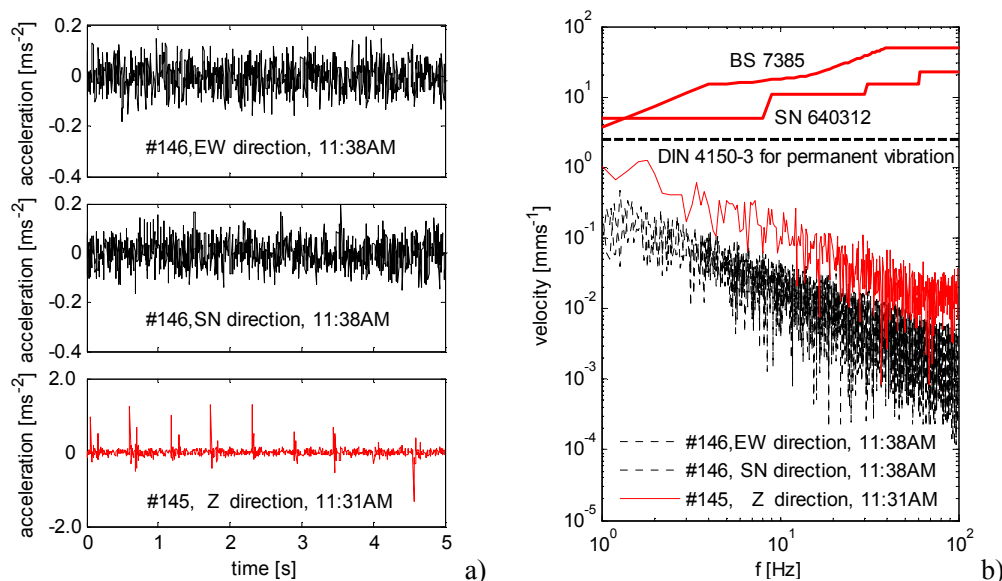 0.4
0.2
0
-0.2
-0.4
acceleration [ms-2]
#146,EW direction, 11:38AM
0.2
0
-0.2
-0.4
acceleration [ms-2]
#146,SN direction, 11:38AM
2.0
0
-2.0
acceleration [ms-2]
#145, Z direction, 11:31AM
0 1 2 3 4 5
time [s]
a)
10^2
10^1
10^0
10^-1
10^-2
10^-3
10^-4
10^-5
velocity [mms-1]
BS 7385
SN 640312
DIN 4150-3 for permanent vibration
#146,EW direction, 11:38AM
#146, SN direction, 11:38AM
#145, Z direction, 11:31AM
10^0 10^1 10^2
f [Hz]
b)